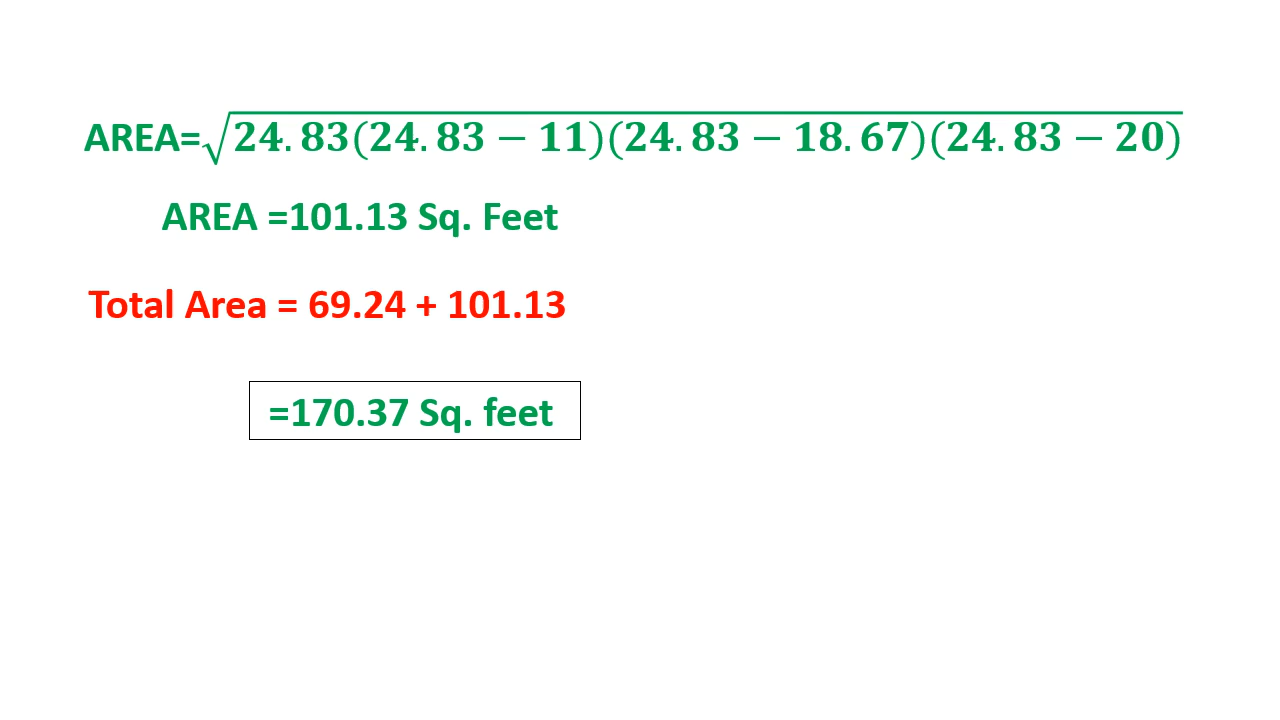 AREA=√24.83(24.83−11)(24.83−18.67)(24.83−20)
AREA =101.13 Sq. Feet
Total Area = 69.24 + 101.13
=170.37 Sq. feet